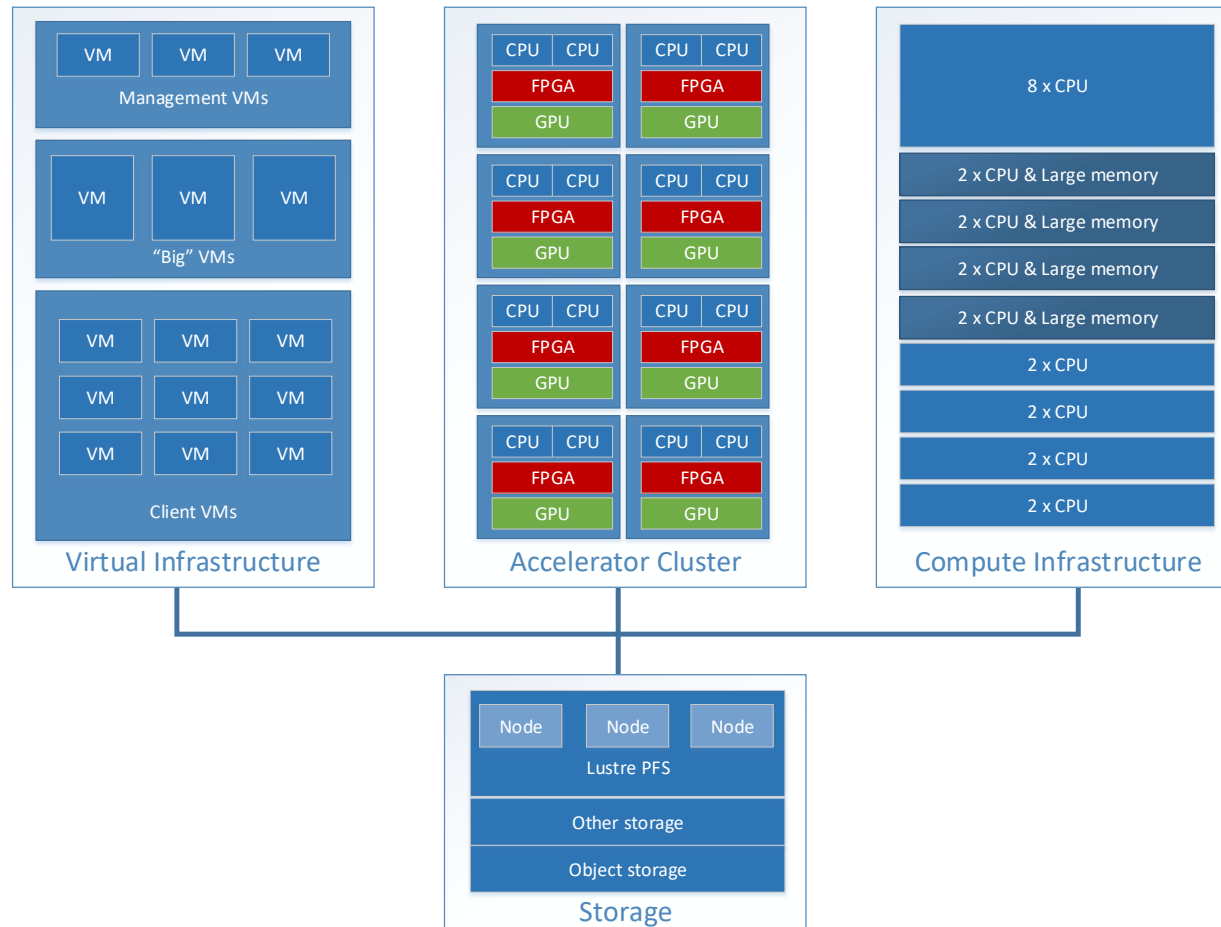 VM VM VM
Management VMs
VM VM VM
“Big” VMs
VM VM VM
VM VM VM
VM VM VM
Client VMs
Virtual Infrastructure
CPU CPU CPU CPU
FPGA FPGA
GPU GPU
CPU CPU CPU CPU
FPGA FPGA
GPU GPU
CPU CPU CPU CPU
FPGA FPGA
GPU GPU
CPU CPU CPU CPU
FPGA FPGA
GPU GPU
Accelerator Cluster
8 x CPU
2 x CPU & Large memory
2 x CPU & Large memory
2 x CPU & Large memory
2 x CPU & Large memory
2 x CPU
2 x CPU
2 x CPU
2 x CPU
Compute Infrastructure
Node Node Node
Lustre PFS
Other storage
Object storage
Storage